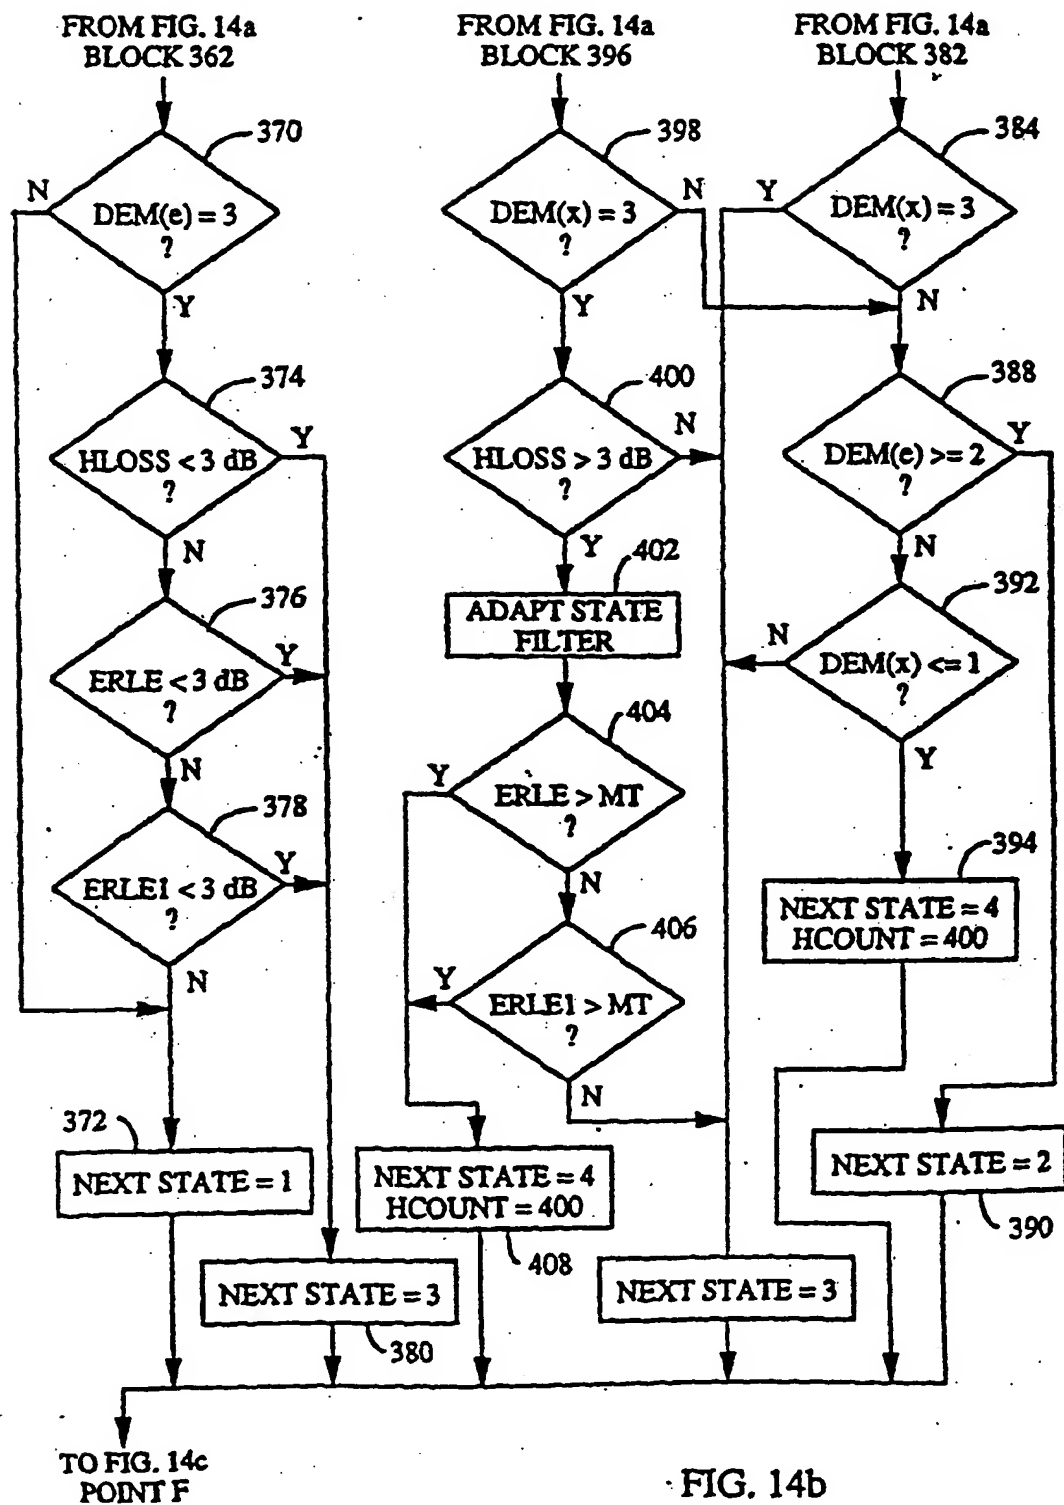 FROM FIG. 14a
BLOCK 362
FROM FIG. 14a
BLOCK 396
FROM FIG. 14a
BLOCK 382
370
N
DEM(e) = 3
?
Y
398
N
DEM(x) = 3
?
Y
384
Y
DEM(x) = 3
?
N
374
Y
HLOSS < 3 dB
?
N
400
N
HLOSS > 3 dB
?
Y
388
Y
DEM(e) >= 2
?
N
376
Y
ERLE < 3 dB
?
N
402
ADAPT STATE
FILTER
392
N
DEM(x) <= 1
?
Y
378
Y
ERLE1 < 3 dB
?
N
404
Y
ERLE > MT
?
N
406
Y
ERLE1 > MT
?
N
394
NEXT STATE = 4
HCOUNT = 400
372
NEXT STATE = 1
NEXT STATE = 4
HCOUNT = 400
408
NEXT STATE = 2
390
NEXT STATE = 3
380
NEXT STATE = 3
TO FIG. 14c
POINT F
FIG. 14b